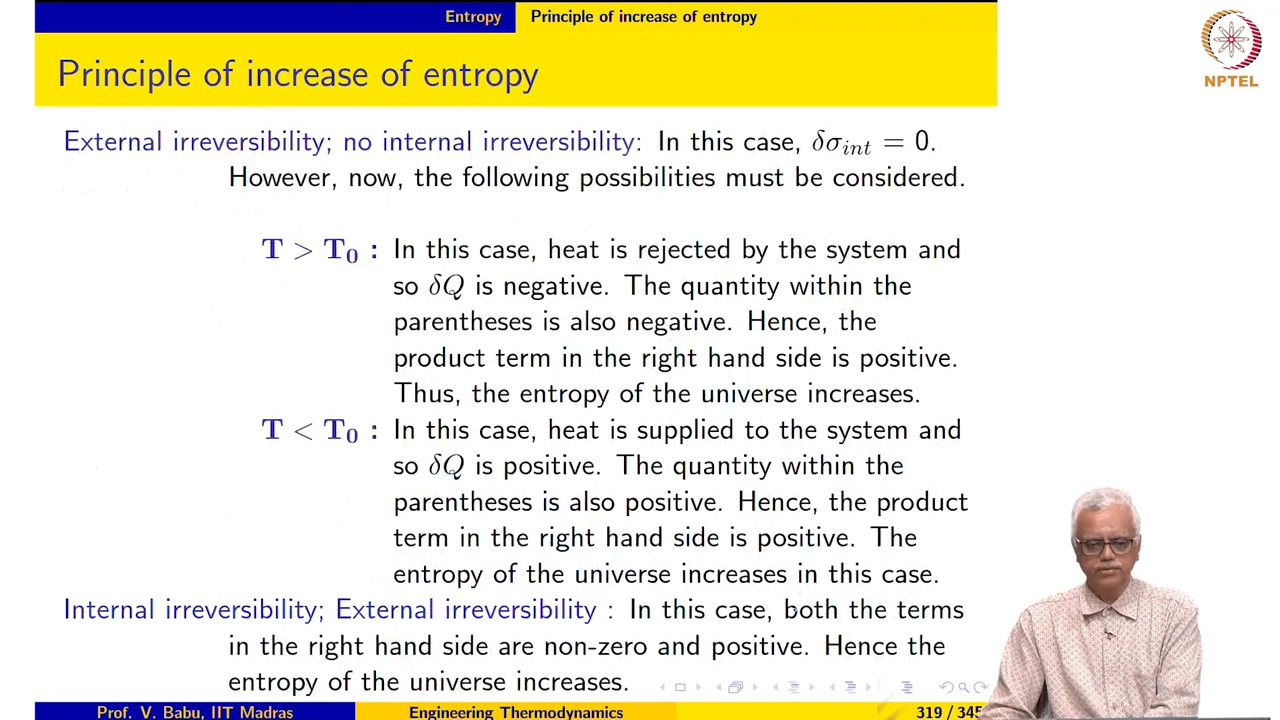 Entropy Principle of increase of entropy
Principle of increase of entropy
NPTEL
External irreversibility; no internal irreversibility: In this case, δσ_int = 0.
However, now, the following possibilities must be considered.
T > T₀ : In this case, heat is rejected by the system and
so δQ is negative. The quantity within the
parentheses is also negative. Hence, the
product term in the right hand side is positive.
Thus, the entropy of the universe increases.
T < T₀ : In this case, heat is supplied to the system and
so δQ is positive. The quantity within the
parentheses is also positive. Hence, the product
term in the right hand side is positive. The
entropy of the universe increases in this case.
Internal irreversibility; External irreversibility : In this case, both the terms
in the right hand side are non-zero and positive. Hence the
entropy of the universe increases.
Prof. V. Babu, IIT Madras Engineering Thermodynamics 319 / 345